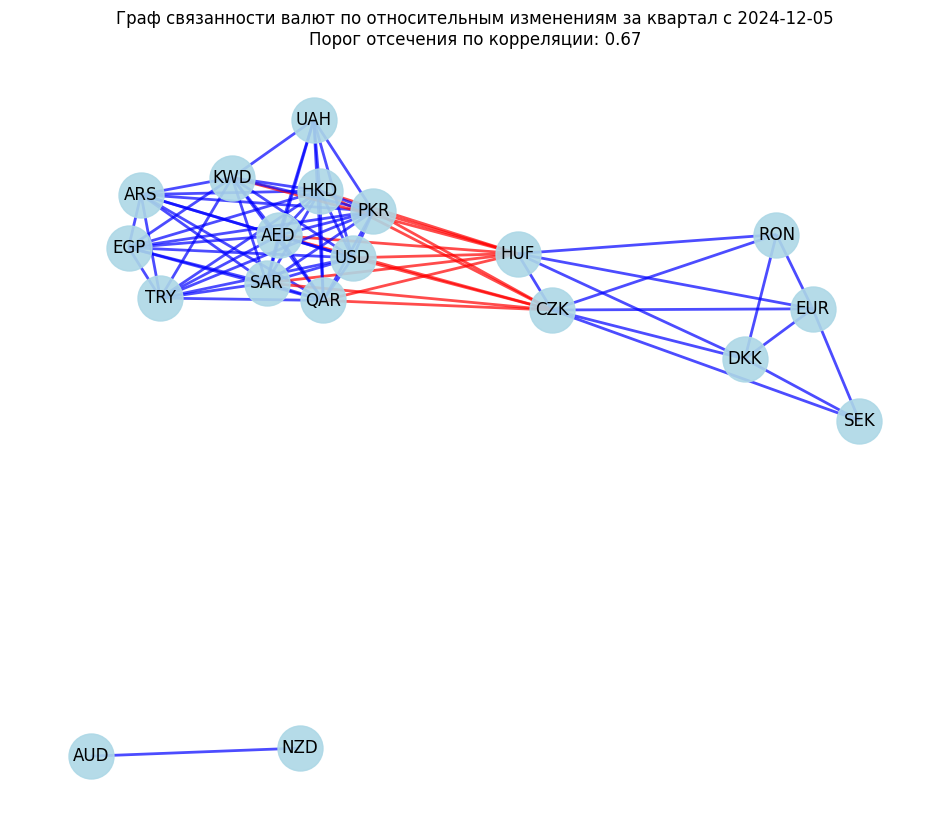 Граф связанности валют по относительным изменениям за квартал с 2024-12-05
Порог отсечения по корреляции: 0.67
UAH
KWD
HKD
ARS
PKR
AED
RON
EGP
HUF
USD
SAR
TRY
QAR
EUR
CZK
DKK
SEK
NZD
AUD